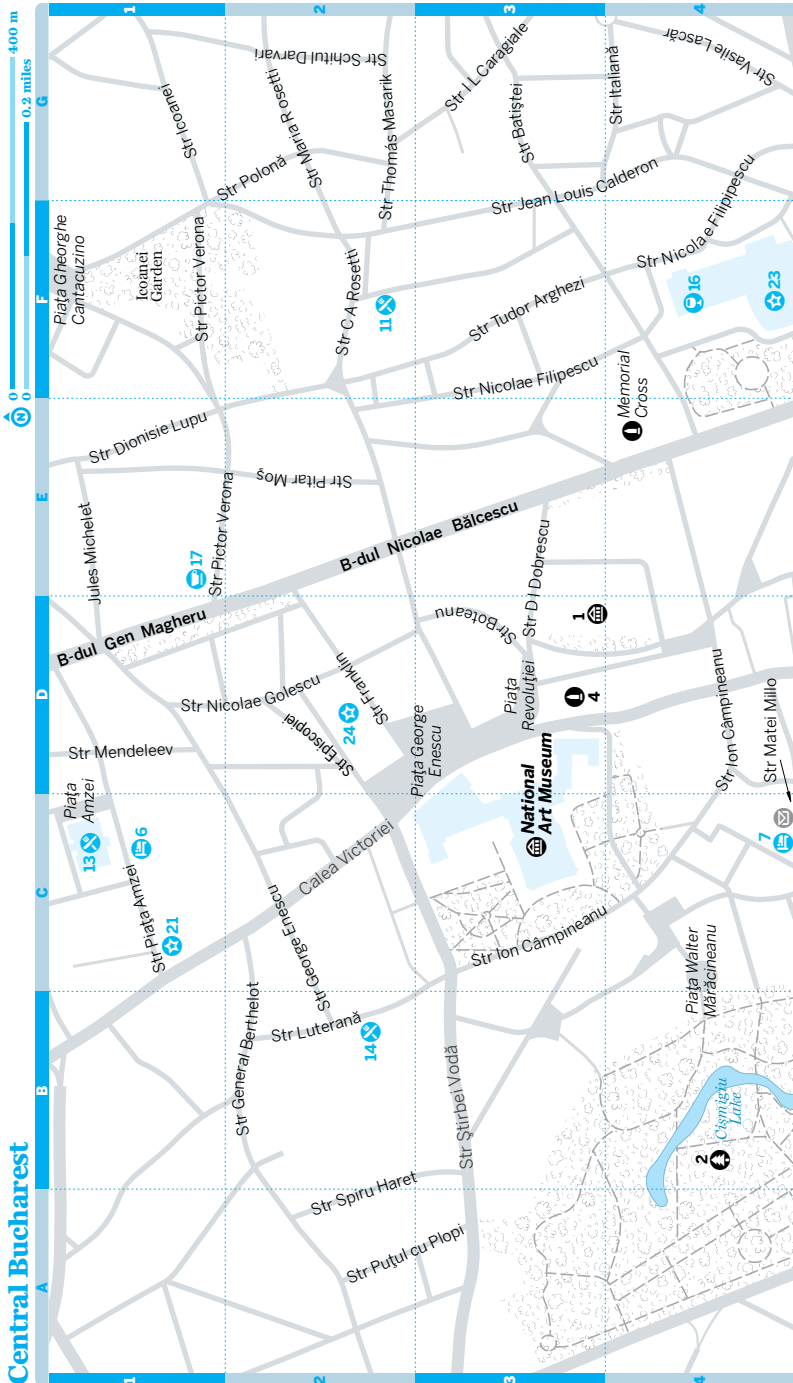 Central Bucharest
0
400 m
0
0.2 miles
N
A
B
C
D
E
F
G
1
2
3
4
1
2
3
4
Piaţa Gheorghe
Cantacuzino
Icoanei
Garden
Str Icoanei
Jules Michelet
Str Dionisie Lupu
Str Pictor Verona
Str Polonă
Str Maria Rosetti
Str Schitul Darvari
B-dul Gen Magheru
17
Str Pictor Verona
Str Pitar Moş
Str C A Rosetti
11
Str Thomás Masarik
Piaţa
Amzei
13
6
Str Piaţa Amzei
21
Str Mendeleev
Str Nicolae Golescu
Str Episcopiei
24
Str Franklin
B-dul Nicolae Bălcescu
Calea Victoriei
Str George Enescu
Str General Berthelot
Str Luterană
14
Str Spiru Haret
Str Puţul cu Plopi
Str Ştirbei Vodă
Piaţa George
Enescu
Str Boteanu
Str D I Dobrescu
Piaţa
Revoluţiei
1
4
National
Art Museum
Str Ion Câmpineanu
Str Tudor Arghezi
Str Nicolae Filipescu
Str Jean Louis Calderon
Str Batiştei
Str I L Caragiale
Str Italiană
Str Vasile Lascăr
Str Nicolae Filipipescu
16
23
Memorial
Cross
Str Ion Câmpineanu
Str Matei Millo
7
Piaţa Walter
Mărăcineanu
Cişmigiu
Lake
2